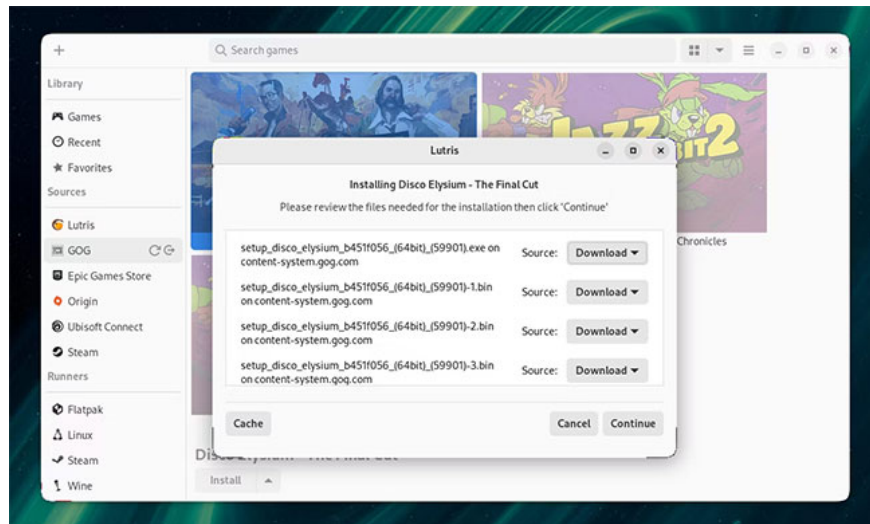 Search games
Library
Games
Recent
Favorites
Sources
Lutris
GOG
Epic Games Store
Origin
Ubisoft Connect
Steam
Runners
Flatpak
Linux
Steam
Wine
JAZZ
2
Chronicles
Lutris
Installing Disco Elysium - The Final Cut
Please review the files needed for the installation then click 'Continue'
setup_disco_elysium_b451f056_(64bit)_(59901).exe on
content-system.gog.com
Source: Download
setup_disco_elysium_b451f056_(64bit)_(59901)-1.bin
on content-system.gog.com
Source: Download
setup_disco_elysium_b451f056_(64bit)_(59901)-2.bin
on content-system.gog.com
Source: Download
setup_disco_elysium_b451f056_(64bit)_(59901)-3.bin
on content-system.gog.com
Source: Download
Cache
Cancel Continue
Install